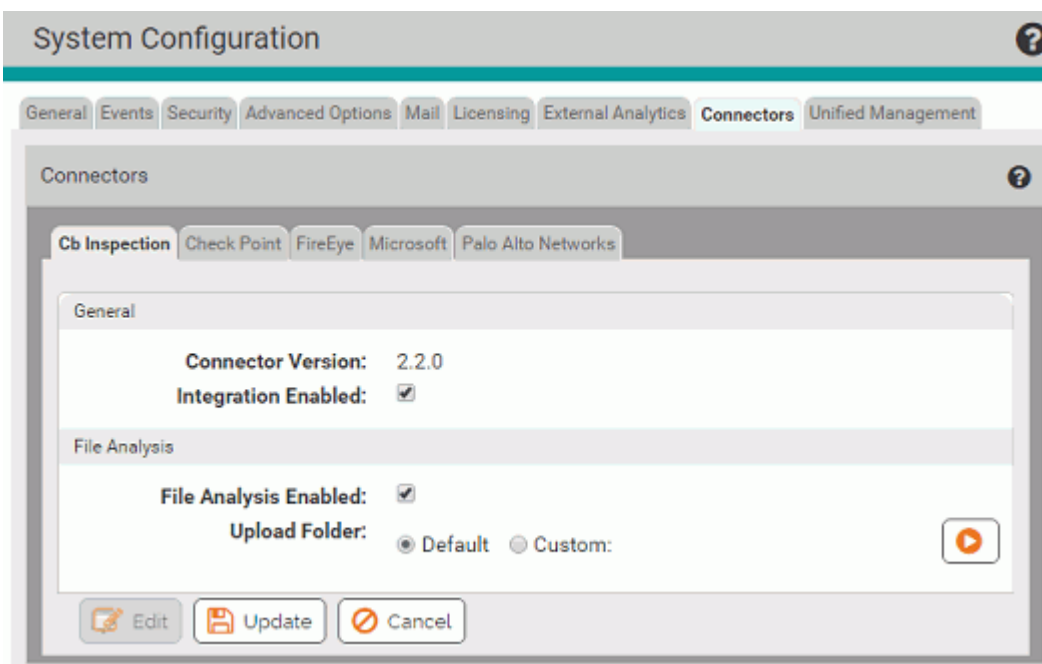 System Configuration
General Events Security Advanced Options Mail Licensing External Analytics Connectors Unified Management
Connectors
Cb Inspection Check Point FireEye Microsoft Palo Alto Networks
General
Connector Version: 2.2.0
Integration Enabled:
File Analysis
File Analysis Enabled:
Upload Folder: Default Custom:
Edit Update Cancel